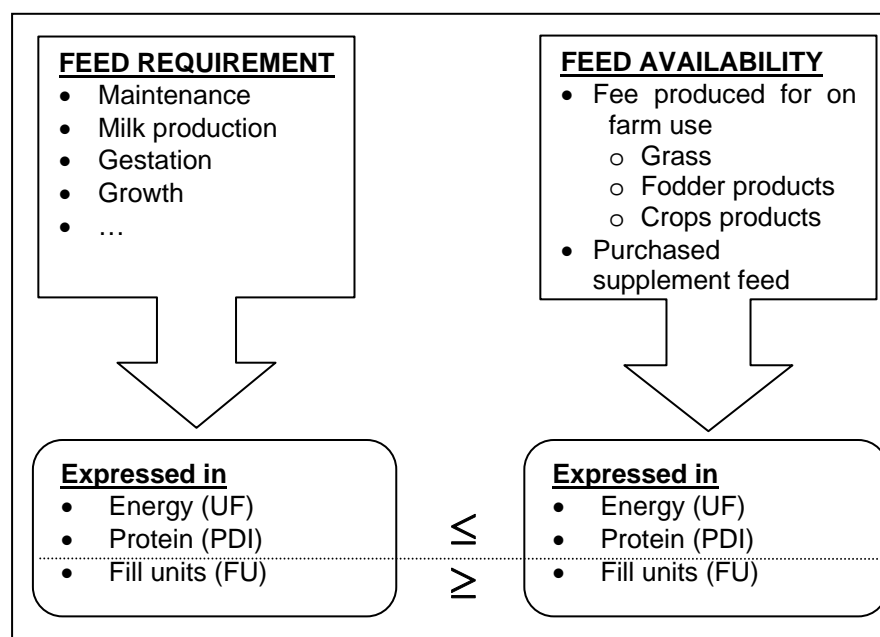 FEED REQUIREMENT
• Maintenance
• Milk production
• Gestation
• Growth
• …
FEED AVAILABILITY
• Fee produced for on
farm use
o Grass
o Fodder products
o Crops products
• Purchased
supplement feed
Expressed in
• Energy (UF)
• Protein (PDI)
• Fill units (FU)
≤
≥
Expressed in
• Energy (UF)
• Protein (PDI)
• Fill units (FU)